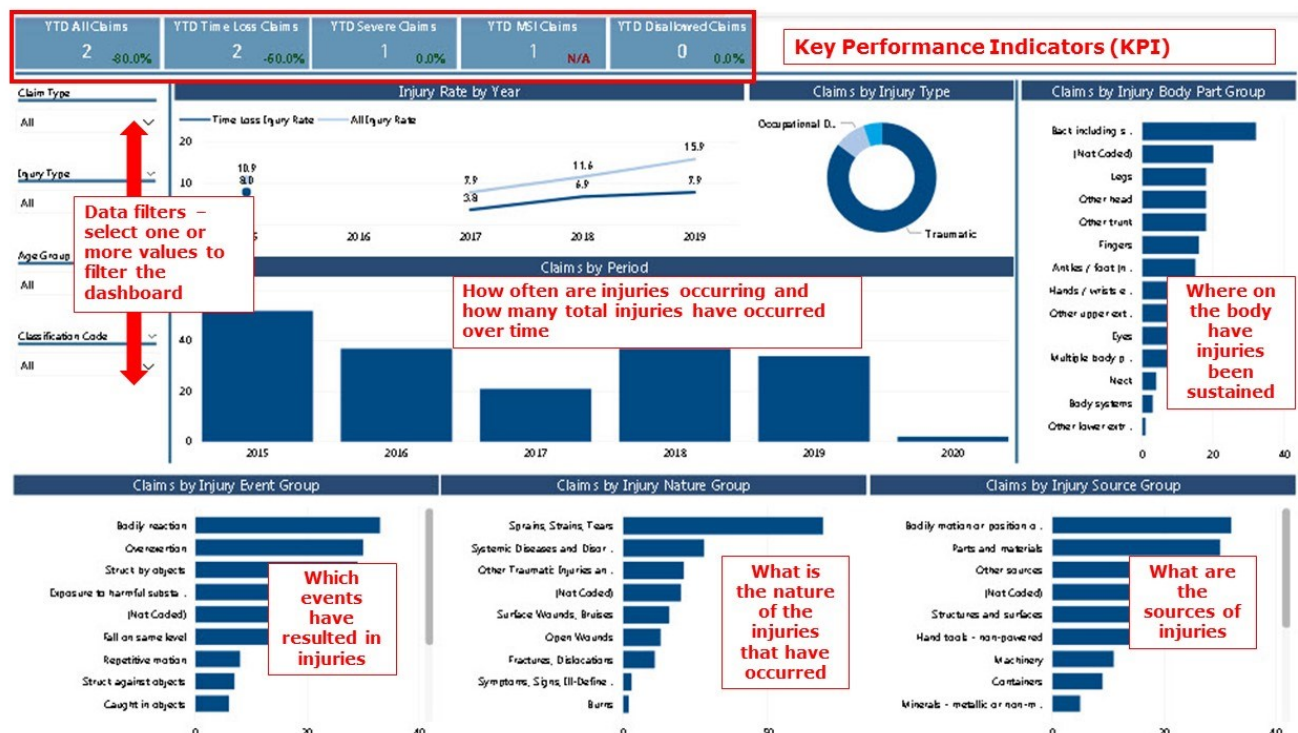 YTD All Claims
2 -80.0%
YTD Time Loss Claims
2 -60.0%
YTD Severe Claims
1 0.0%
YTD MSI Claims
1 N/A
YTD Disallowed Claims
0 0.0%
Key Performance Indicators (KPI)
Claim Type
All
Injury Type
All
Age Group
All
Classification Code
All
Data filters –
select one or
more values to
filter the
dashboard
Injury Rate by Year
Time Loss Injury Rate All Injury Rate
20
10
10.9
8.0
7.9
3.8
11.6
6.9
15.9
7.9
2016
2017
2018
2019
Claims by Injury Type
Occupational D..
Traumatic
Claims by Period
How often are injuries occurring and
how many total injuries have occurred
over time
40
20
0
2015
2016
2017
2018
2019
2020
Claims by Injury Body Part Group
Back including s..
(Not Coded)
Legs
Other head
Other trunk
Fingers
Ankles / foot (n..
Hands / wrists e..
Other upper ext..
Eyes
Multiple body p..
Neck
Body systems
Other lower extr..
0 20 40
Where on
the body
have
injuries
been
sustained
Claims by Injury Event Group
Bodily reaction
Overexertion
Struck by objects
Exposure to harmful substa..
(Not Coded)
Fall on same level
Repetitive motion
Struck against objects
Caught in objects
0 20 40
Which
events
have
resulted in
injuries
Claims by Injury Nature Group
Sprains, Strains, Tears
Systemic Diseases and Disor..
Other Traumatic Injuries an..
(Not Coded)
Surface Wounds, Bruises
Open Wounds
Fractures, Dislocations
Symptoms, Signs, Ill-Define..
Burns
0 50
What is
the nature
of the
injuries
that have
occurred
Claims by Injury Source Group
Bodily motion or position o..
Parts and materials
Other sources
(Not Coded)
Structures and surfaces
Hand tools - non-powered
Machinery
Containers
Minerals - metallic or non-m..
0 20 40
What are
the
sources of
injuries